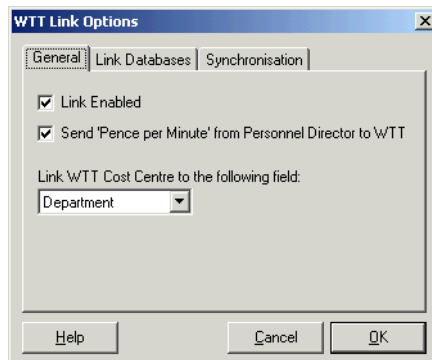 WTT Link Options
General Link Databases Synchronisation
Link Enabled
Send 'Pence per Minute' from Personnel Director to WTT
Link WTT Cost Centre to the following field:
Department
Help Cancel OK